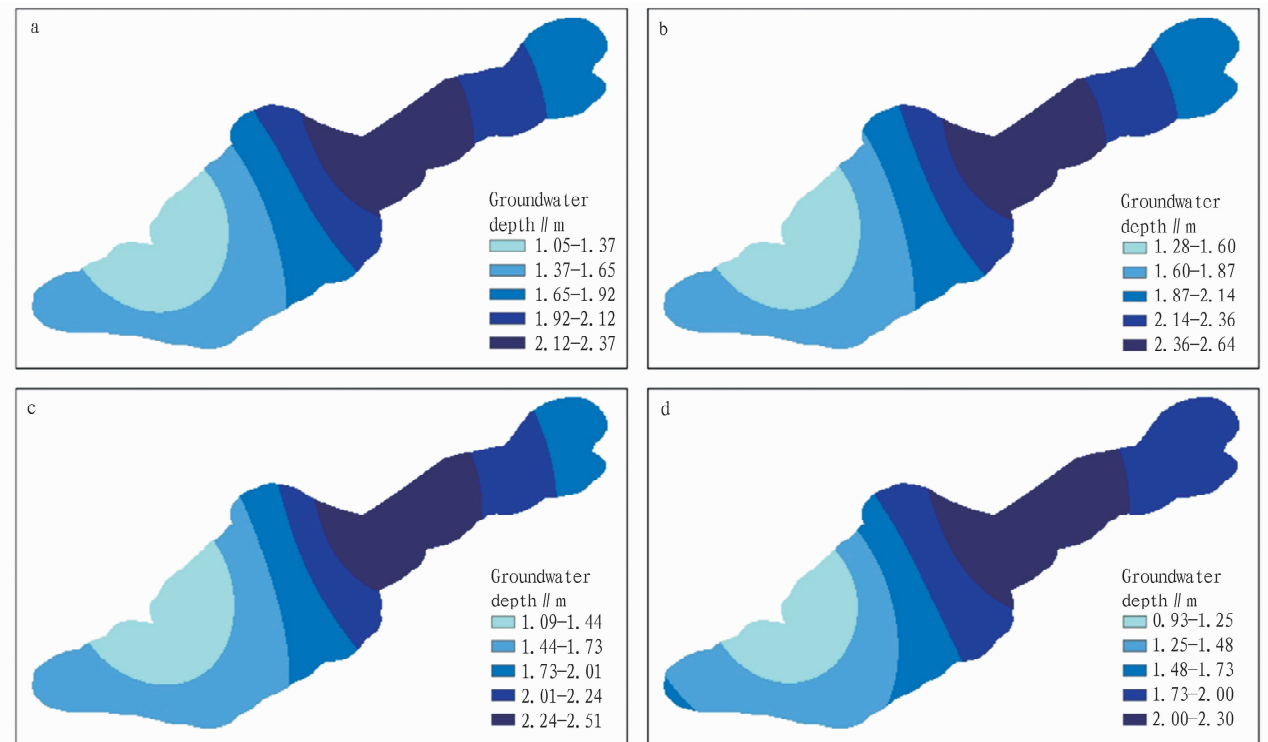 a
Groundwater
depth // m
1. 05—1. 37
1. 37—1. 65
1. 65—1. 92
1. 92—2. 12
2. 12—2. 37
b
Groundwater
depth // m
1. 28—1. 60
1. 60—1. 87
1. 87—2. 14
2. 14—2. 36
2. 36—2. 64
c
Groundwater
depth // m
1. 09—1. 44
1. 44—1. 73
1. 73—2. 01
2. 01—2. 24
2. 24—2. 51
d
Groundwater
depth // m
0. 93—1. 25
1. 25—1. 48
1. 48—1. 73
1. 73—2. 00
2. 00—2. 30